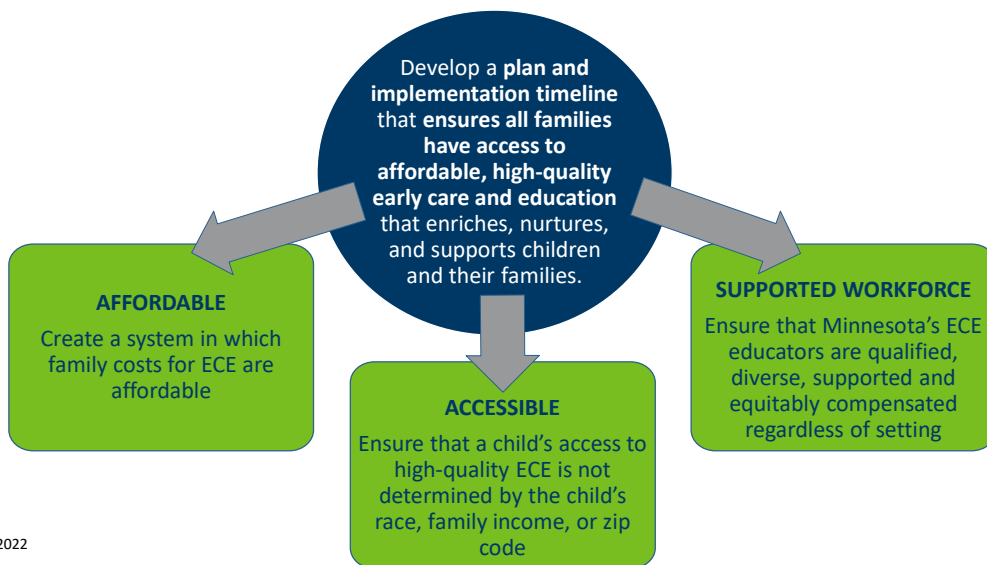 Develop a plan and
implementation timeline
that ensures all families
have access to
affordable, high-quality
early care and education
that enriches, nurtures,
and supports children
and their families.
AFFORDABLE
Create a system in which
family costs for ECE are
affordable
ACCESSIBLE
Ensure that a child’s access to
high-quality ECE is not
determined by the child’s
race, family income, or zip
code
SUPPORTED WORKFORCE
Ensure that Minnesota’s ECE
educators are qualified,
diverse, supported and
equitably compensated
regardless of setting
2022